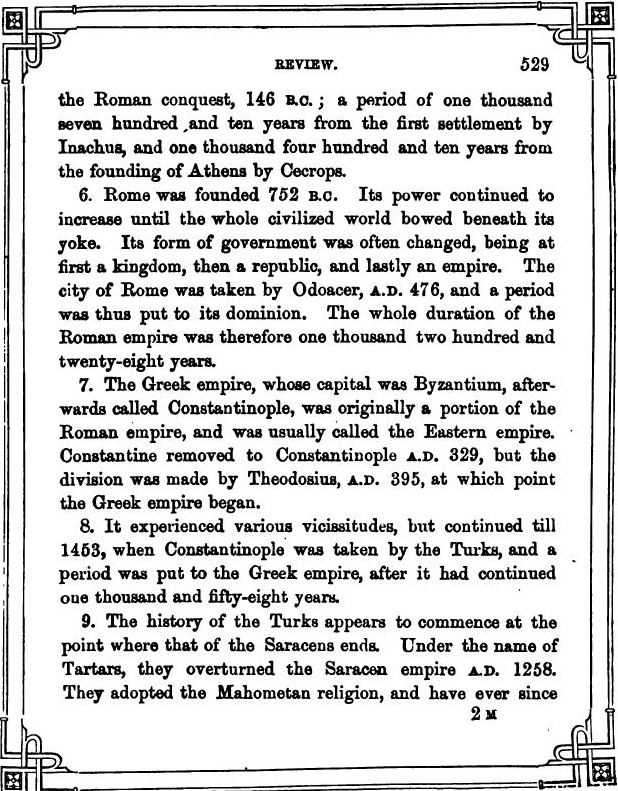 REVIEW. 529
the Roman conquest, 146 B.C.; a period of one thousand
seven hundred and ten years from the first settlement by
Inachus, and one thousand four hundred and ten years from
the founding of Athens by Cecrops.
6. Rome was founded 752 B.C. Its power continued to
increase until the whole civilized world bowed beneath its
yoke. Its form of government was often changed, being at
first a kingdom, then a republic, and lastly an empire. The
city of Rome was taken by Odoacer, A.D. 476, and a period
was thus put to its dominion. The whole duration of the
Roman empire was therefore one thousand two hundred and
twenty-eight years.
7. The Greek empire, whose capital was Byzantium, after-
wards called Constantinople, was originally a portion of the
Roman empire, and was usually called the Eastern empire.
Constantine removed to Constantinople A.D. 329, but the
division was made by Theodosius, A.D. 395, at which point
the Greek empire began.
8. It experienced various vicissitudes, but continued till
1453, when Constantinople was taken by the Turks, and a
period was put to the Greek empire, after it had continued
one thousand and fifty-eight years.
9. The history of the Turks appears to commence at the
point where that of the Saracens ends. Under the name of
Tartars, they overturned the Saracen empire A.D. 1258.
They adopted the Mahometan religion, and have ever since
2 M